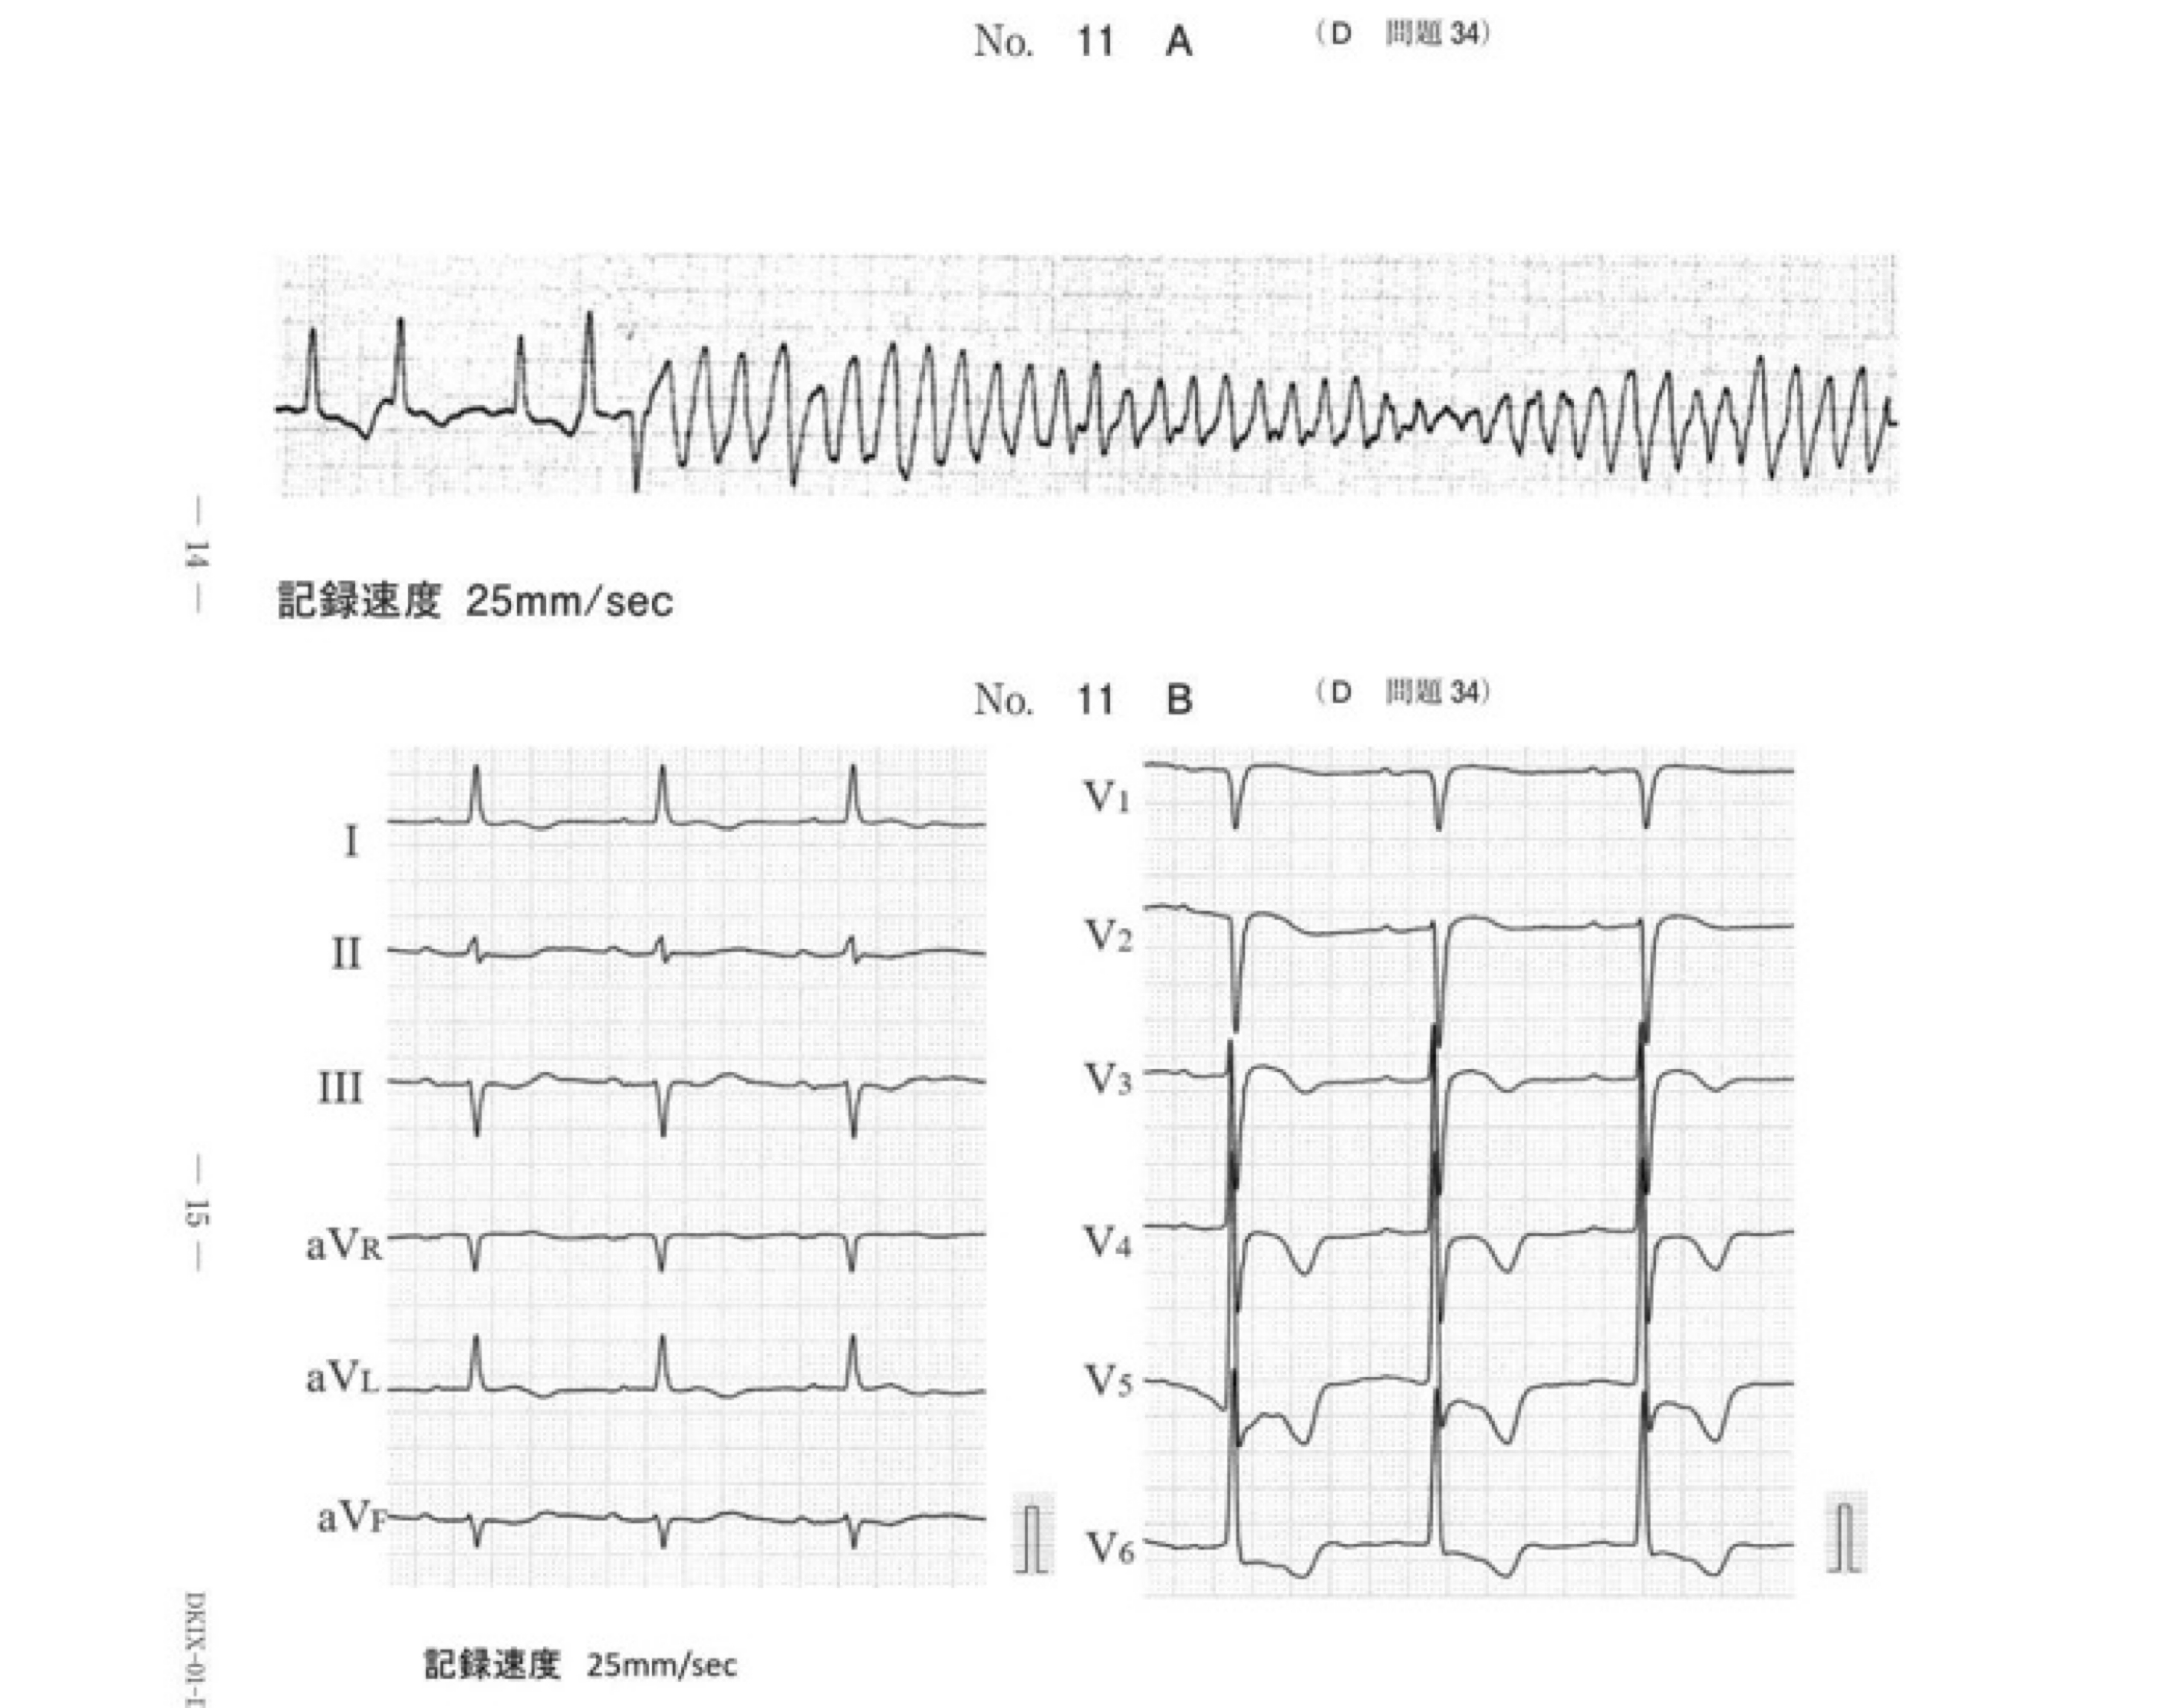 No. 11 A (D 問題 34)
記録速度 25mm/sec
— 14 —
No. 11 B (D 問題 34)
I
II
III
aVR
aVL
aVF
V1
V2
V3
V4
V5
V6
— 15 —
記録速度 25mm/sec